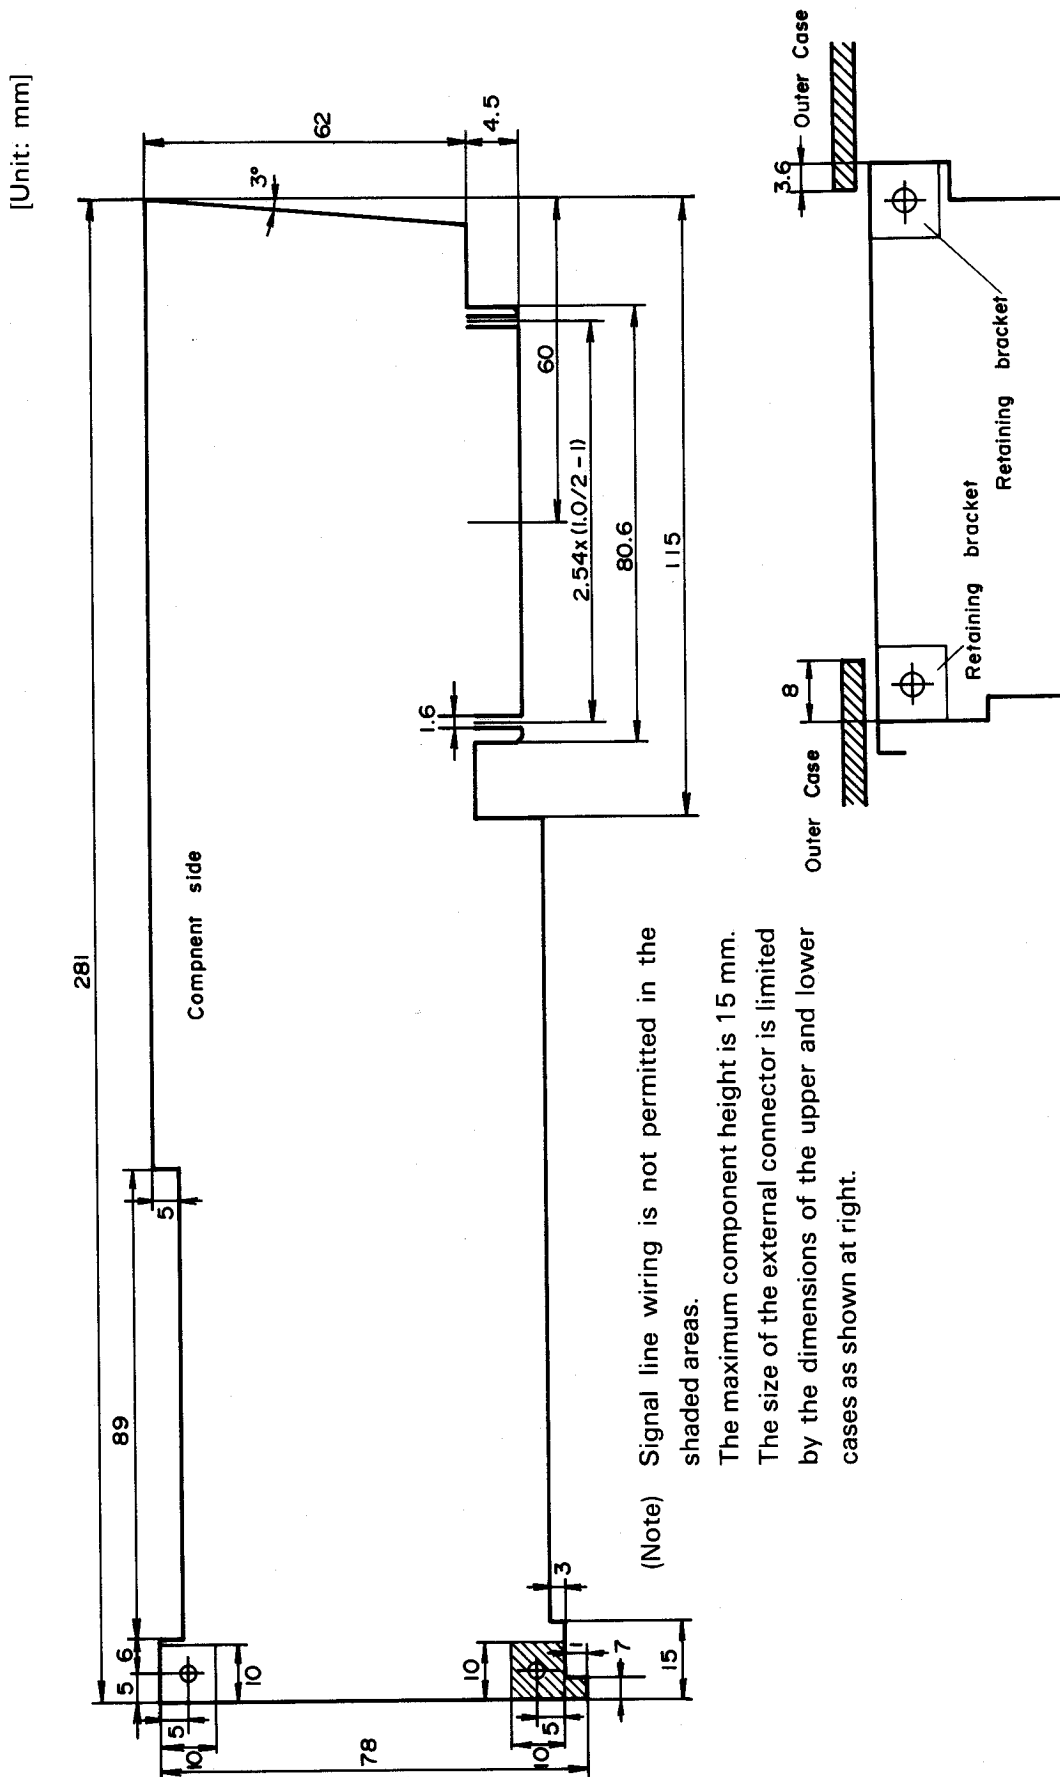 [Unit: mm]
281
5
6
89
5
3°
62
4.5
Compnent side
5
10
10
78
10
5
10
1
7
3
15
1.6
60
2.54x(1.0/2-1)
80.6
115
(Note) Signal line wiring is not permitted in the
shaded areas.
The maximum component height is 15 mm.
The size of the external connector is limited
by the dimensions of the upper and lower
cases as shown at right.
8
3.6
Outer Case
Outer Case
Retaining bracket
Retaining bracket